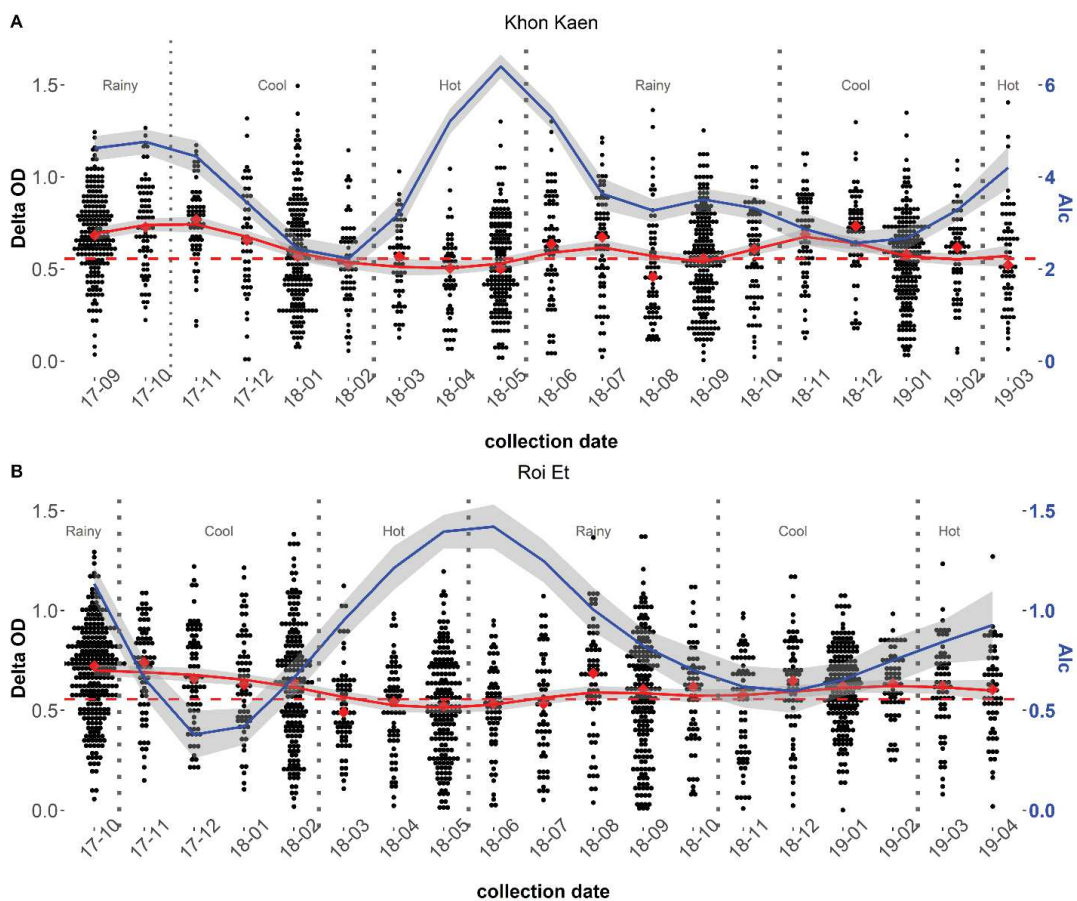 A
Khon Kaen
Rainy Cool Hot Rainy Cool Hot
1.5
1.0
0.5
0.0
Delta OD
6
4
2
0
AIc
17-09 17-10 17-11 17-12 18-01 18-02 18-03 18-04 18-05 18-06 18-07 18-08 18-09 18-10 18-11 18-12 19-01 19-02 19-03
collection date
B
Roi Et
Rainy Cool Hot Rainy Cool Hot
1.5
1.0
0.5
0.0
Delta OD
1.5
1.0
0.5
0.0
AIc
17-10 17-11 17-12 18-01 18-02 18-03 18-04 18-05 18-06 18-07 18-08 18-09 18-10 18-11 18-12 19-01 19-02 19-03 19-04
collection date